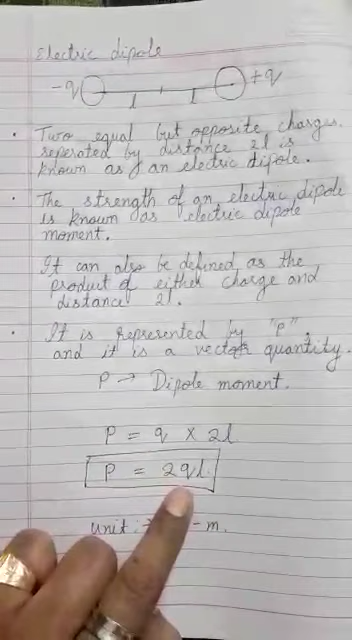 Electric dipole
-q +q
l l
Two equal but opposite charges.
seperated by distance 2l is
known as an electric dipole.
The strength of an electric dipole
is known as electric dipole
moment.
It can also be defined as the
product of either charge and
distance 2l.
It is represented by "P".
and it is a vector quantity.
P → Dipole moment.
P = q × 2l
P = 2ql
unit :- - m.